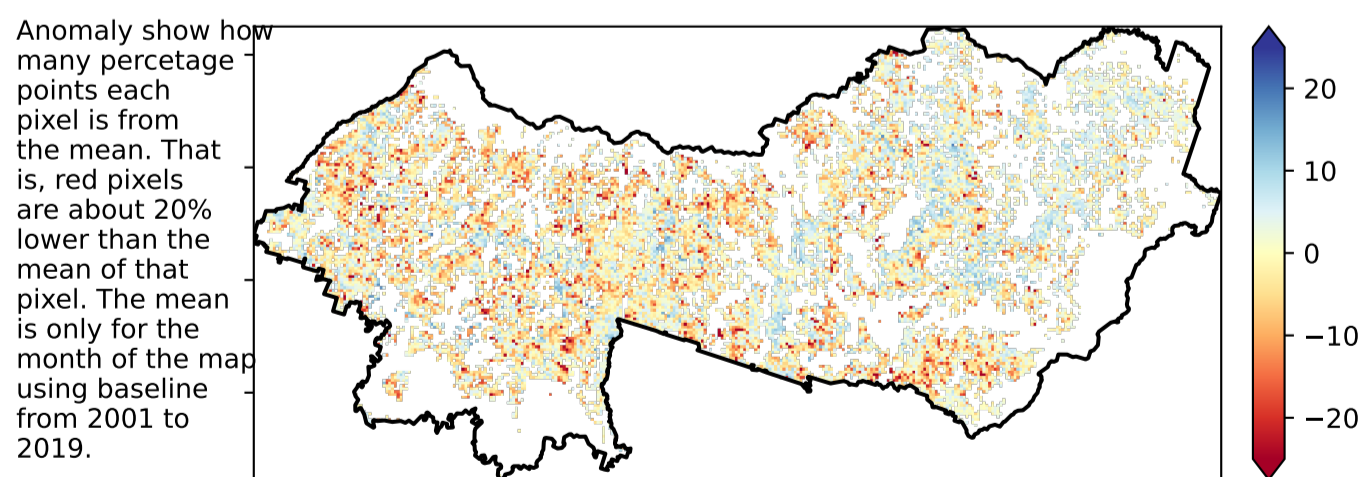 Anomaly show how
many percetage
points each
pixel is from
the mean. That
is, red pixels
are about 20%
lower than the
mean of that
pixel. The mean
is only for the
month of the map
using baseline
from 2001 to
2019.
20
10
0
−10
−20